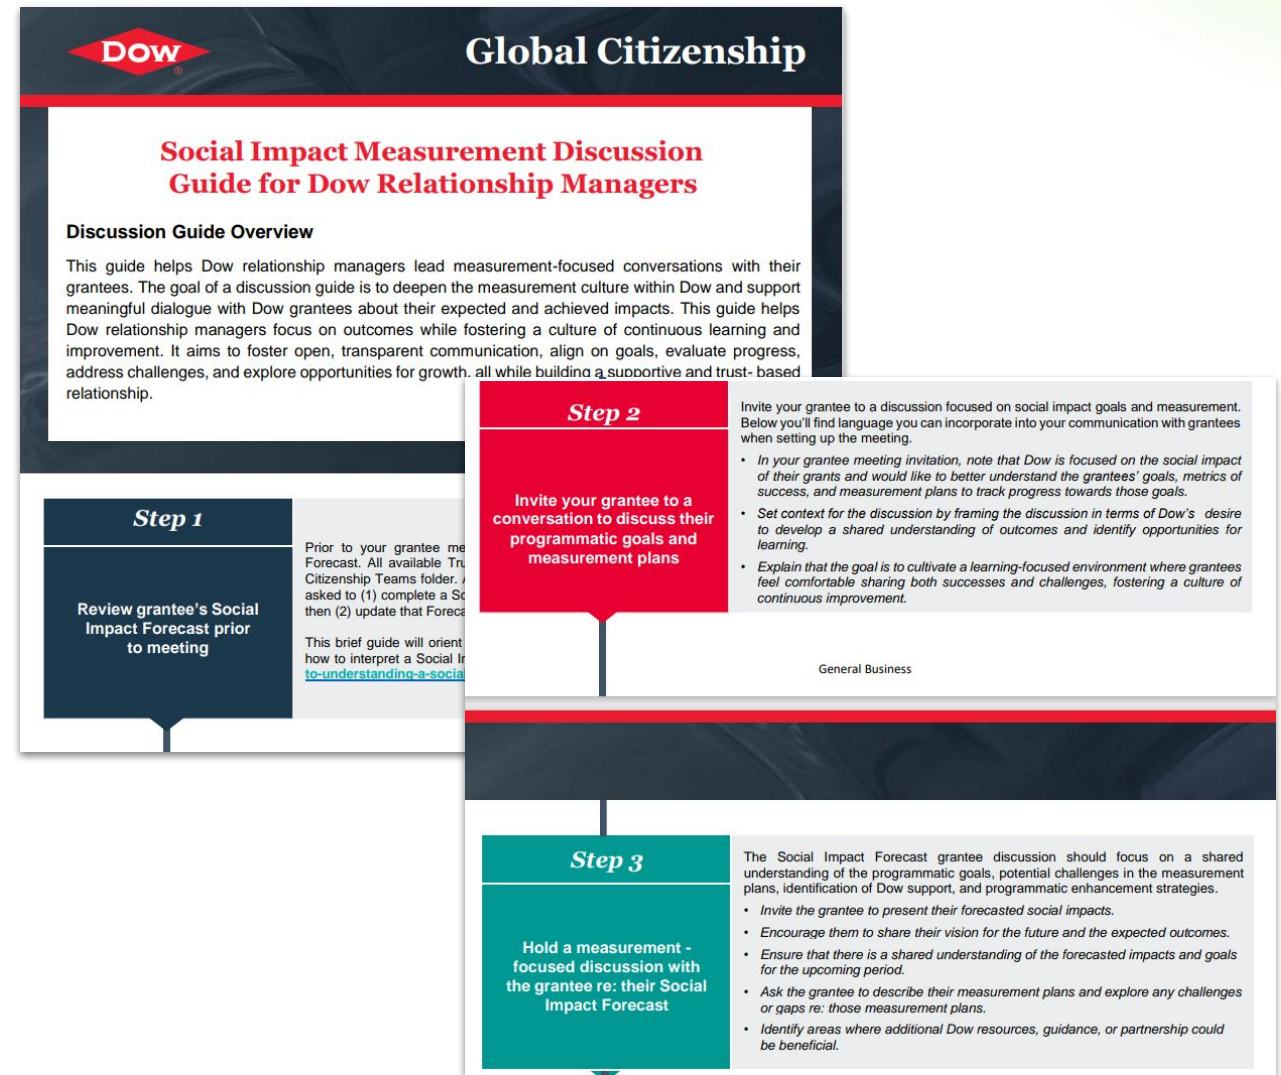 DOW
®
Global Citizenship
Social Impact Measurement Discussion
Guide for Dow Relationship Managers
Discussion Guide Overview
This guide helps Dow relationship managers lead measurement-focused conversations with their
grantees. The goal of a discussion guide is to deepen the measurement culture within Dow and support
meaningful dialogue with Dow grantees about their expected and achieved impacts. This guide helps
Dow relationship managers focus on outcomes while fostering a culture of continuous learning and
improvement. It aims to foster open, transparent communication, align on goals, evaluate progress,
address challenges, and explore opportunities for growth, all while building a supportive and trust- based
relationship.
Step 1
Review grantee's Social
Impact Forecast prior
to meeting
Prior to your grantee me
Forecast. All available Tru
Citizenship Teams folder.
asked to (1) complete a So
then (2) update that Foreca
This brief guide will orient
how to interpret a Social I
to-understanding-a-social
Step 2
Invite your grantee to a
conversation to discuss their
programmatic goals and
measurement plans
Invite your grantee to a discussion focused on social impact goals and measurement.
Below you'll find language you can incorporate into your communication with grantees
when setting up the meeting.
• In your grantee meeting invitation, note that Dow is focused on the social impact
of their grants and would like to better understand the grantees' goals, metrics of
success, and measurement plans to track progress towards those goals.
• Set context for the discussion by framing the discussion in terms of Dow's desire
to develop a shared understanding of outcomes and identify opportunities for
learning.
• Explain that the goal is to cultivate a learning-focused environment where grantees
feel comfortable sharing both successes and challenges, fostering a culture of
continuous improvement.
General Business
Step 3
Hold a measurement -
focused discussion with
the grantee re: their Social
Impact Forecast
The Social Impact Forecast grantee discussion should focus on a shared
understanding of the programmatic goals, potential challenges in the measurement
plans, identification of Dow support, and programmatic enhancement strategies.
• Invite the grantee to present their forecasted social impacts.
• Encourage them to share their vision for the future and the expected outcomes.
• Ensure that there is a shared understanding of the forecasted impacts and goals
for the upcoming period.
• Ask the grantee to describe their measurement plans and explore any challenges
or gaps re: those measurement plans.
• Identify areas where additional Dow resources, guidance, or partnership could
be beneficial.